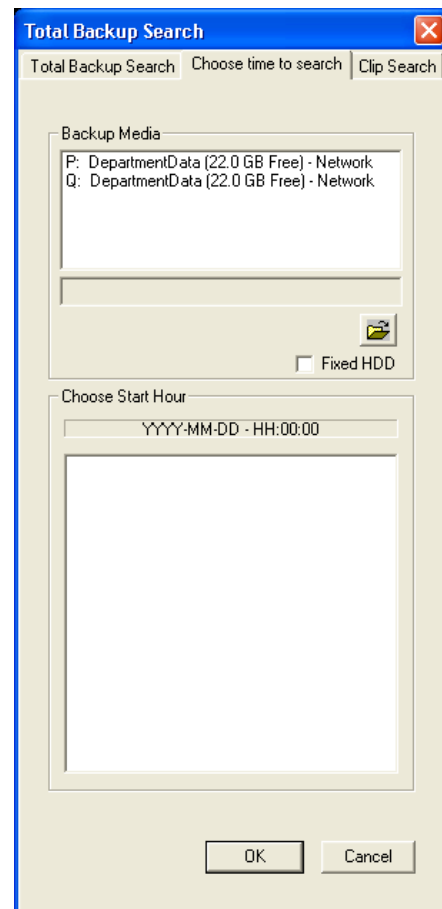 Total Backup Search
Total Backup Search Choose time to search Clip Search
Backup Media
P: DepartmentData (22.0 GB Free) - Network
Q: DepartmentData (22.0 GB Free) - Network
Fixed HDD
Choose Start Hour
YYYY-MM-DD - HH:00:00
OK Cancel